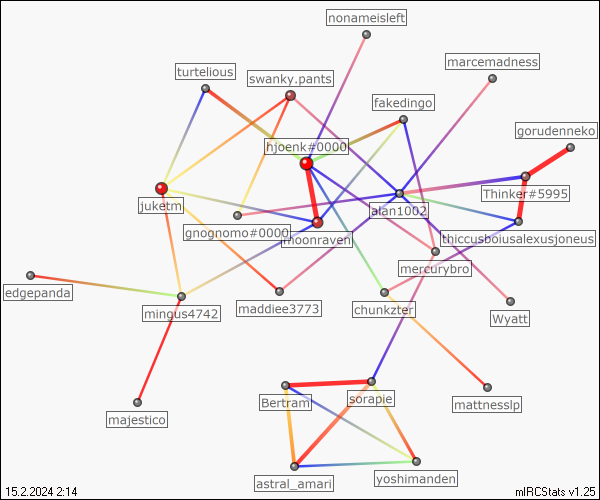 nonameisleft
marcemadness
turtelious
swanky.pants
fakedingo
gorudenneko
hjoenk#0000
Thinker#5995
juketm
alan1002
gnognomo#0000
moonraven
thiccusboiusalexusjoneus
mercurybro
edgepanda
mingus4742
maddiee3773
chunkzter
Wyatt
majestico
Bertram
sorapie
mattnesslp
astral_amari
yoshimanden
15.2.2024 2:14
mIRCStats v1.25